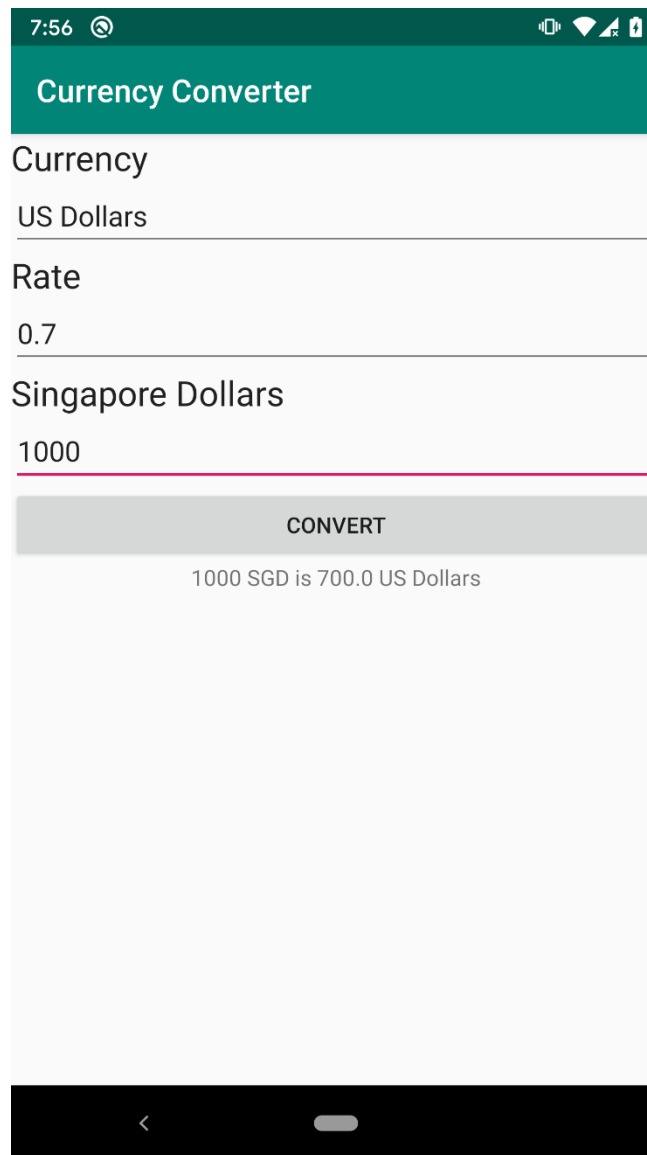 7:56
Currency Converter
Currency
US Dollars
Rate
0.7
Singapore Dollars
1000
CONVERT
1000 SGD is 700.0 US Dollars